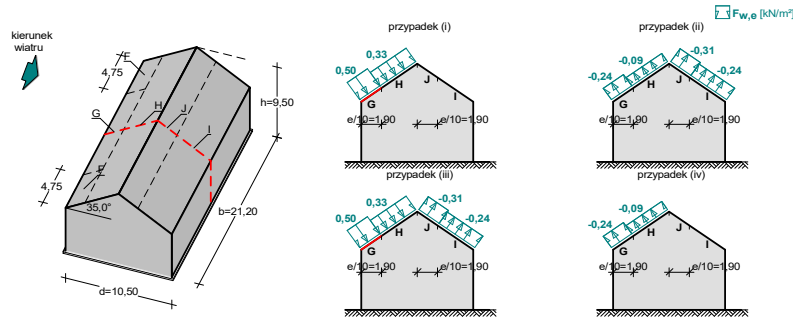 F_w,e [kN/m²]
kierunek
wiatru
F
4,75
G
H
J
I
F
4,75
35,0°
h=9,50
b=21,20
d=10,50
przypadek (i)
0,50
0,33
G
H
J
I
e/10=1,90
e/10=1,90
przypadek (ii)
-0,24
-0,09
-0,31
-0,24
G
H
J
I
e/10=1,90
e/10=1,90
przypadek (iii)
0,50
0,33
-0,31
-0,24
G
H
J
I
e/10=1,90
e/10=1,90
przypadek (iv)
-0,24
-0,09
G
H
J
I
e/10=1,90
e/10=1,90